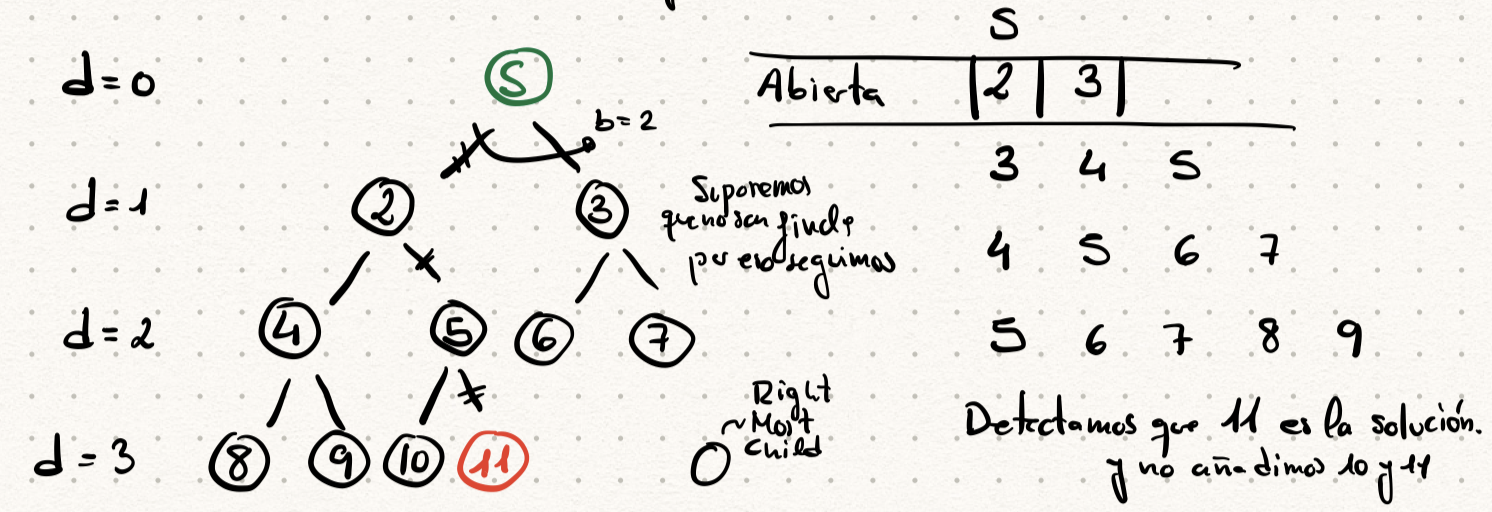 d=0
S
b=2
d=1
2
3
Suponemos
que no son finde
por eso seguimos
d=2
4
5
6
7
d=3
8
9
10
11
Right
~Most
Child
S
Abierta |2| 3|
3 4 5
4 5 6 7
5 6 7 8 9
Detectamos que 11 es la solución.
y no añadimos 10 y 11